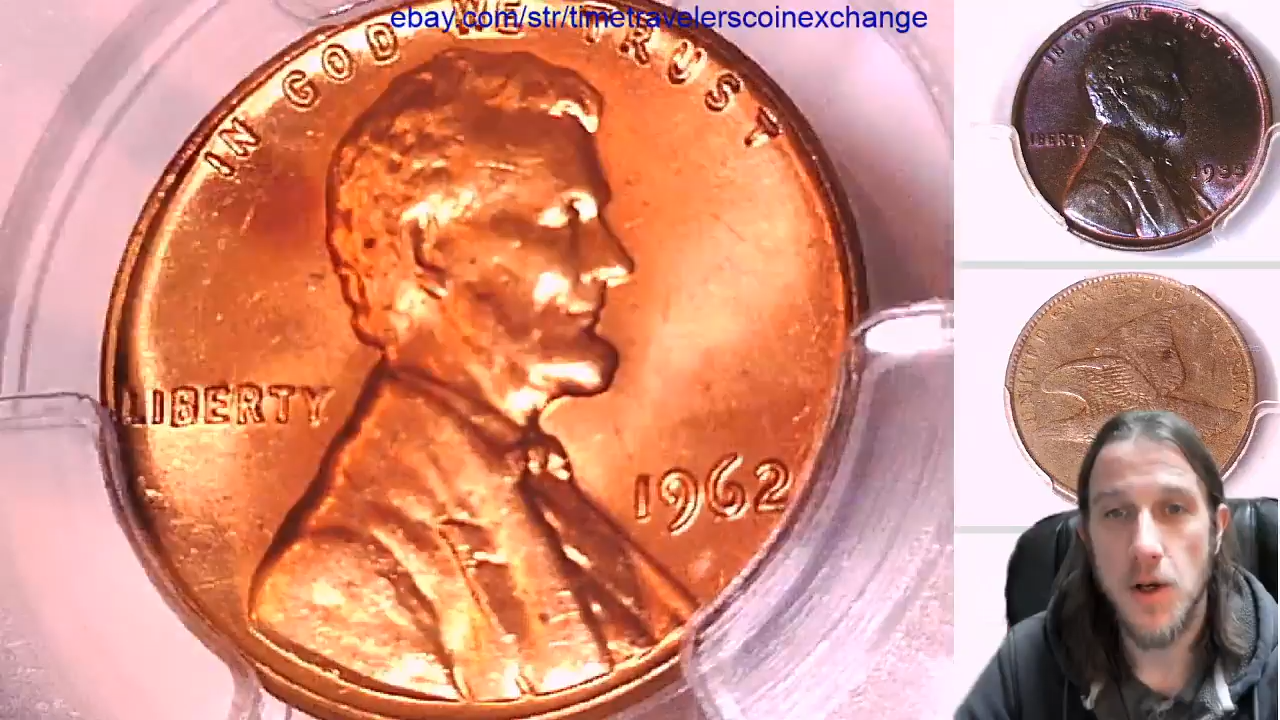 ebay.com/str/timetravelerscoinexchange
IN GOD WE TRUST
LIBERTY
1962
IN GOD WE TRUST
LIBERTY